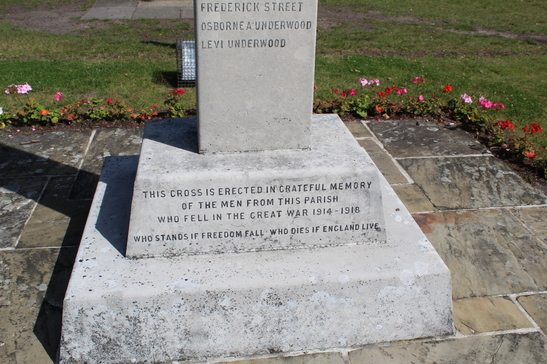 FREDERICK STREET
OSBORNE A UNDERWOOD
LEVI UNDERWOOD
THIS CROSS IS ERECTED IN GRATEFUL MEMORY
OF THE MEN FROM THIS PARISH
WHO FELL IN THE GREAT WAR 1914-1918
WHO STANDS IF FREEDOM FALL. WHO DIES IF ENGLAND LIVE.